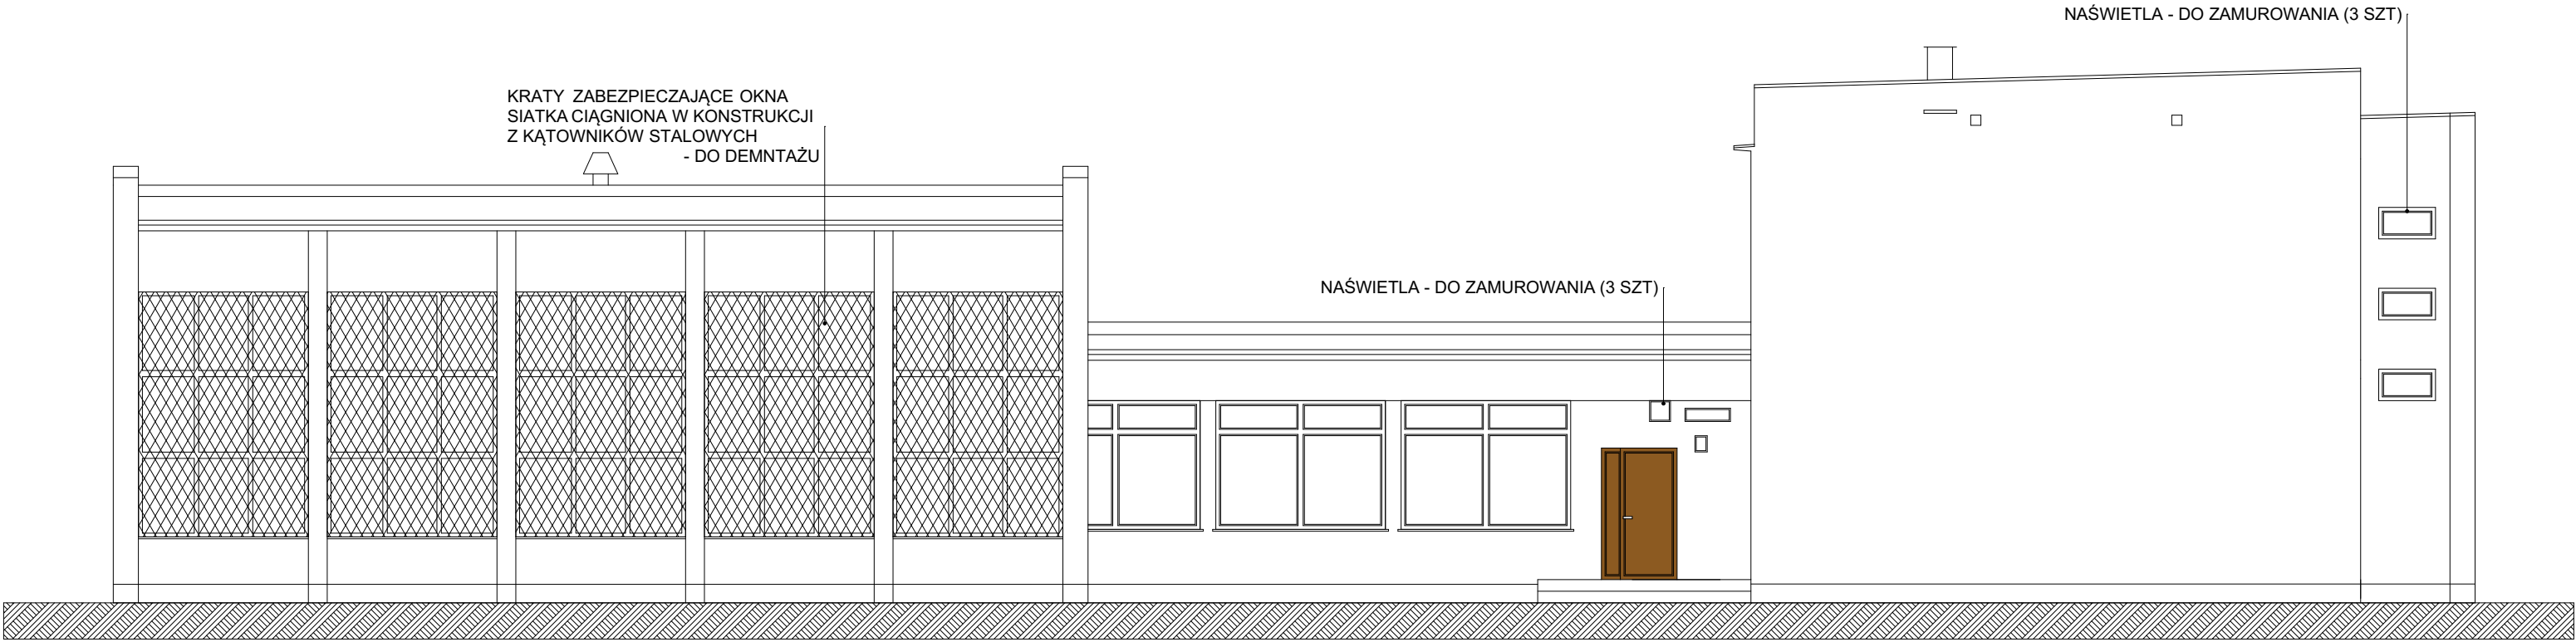 NAŚWIETLA - DO ZAMUROWANIA (3 SZT)
KRATY ZABEZPIECZAJĄCE OKNA
SIATKA CIĄGNIONA W KONSTRUKCJI
Z KĄTOWNIKÓW STALOWYCH
- DO DEMNTAŻU
NAŚWIETLA - DO ZAMUROWANIA (3 SZT)